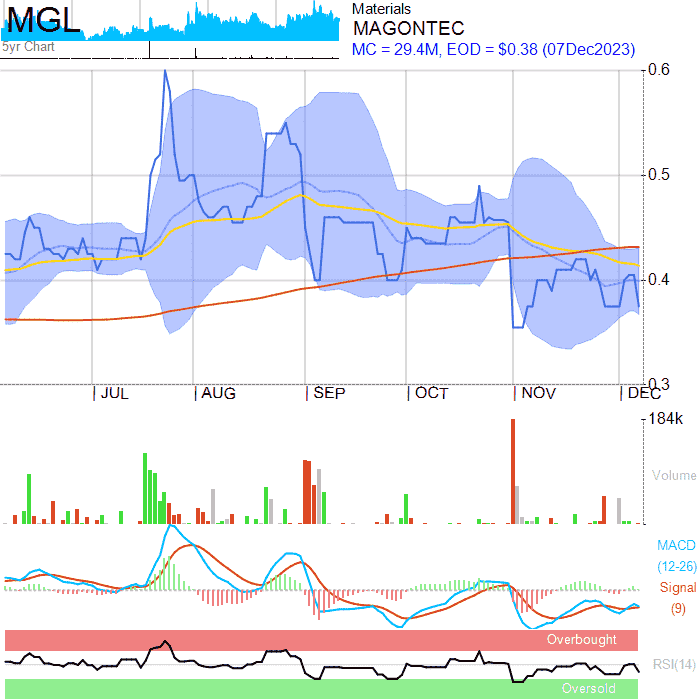 MGL
5yr Chart
Materials
MAGONTEC
MC = 29.4M, EOD = $0.38 (07Dec2023)
0.6
0.5
0.4
0.3
JUL AUG SEP OCT NOV DEC
184k
Volume
MACD
(12-26)
Signal
(9)
Overbought
RSI(14)
Oversold